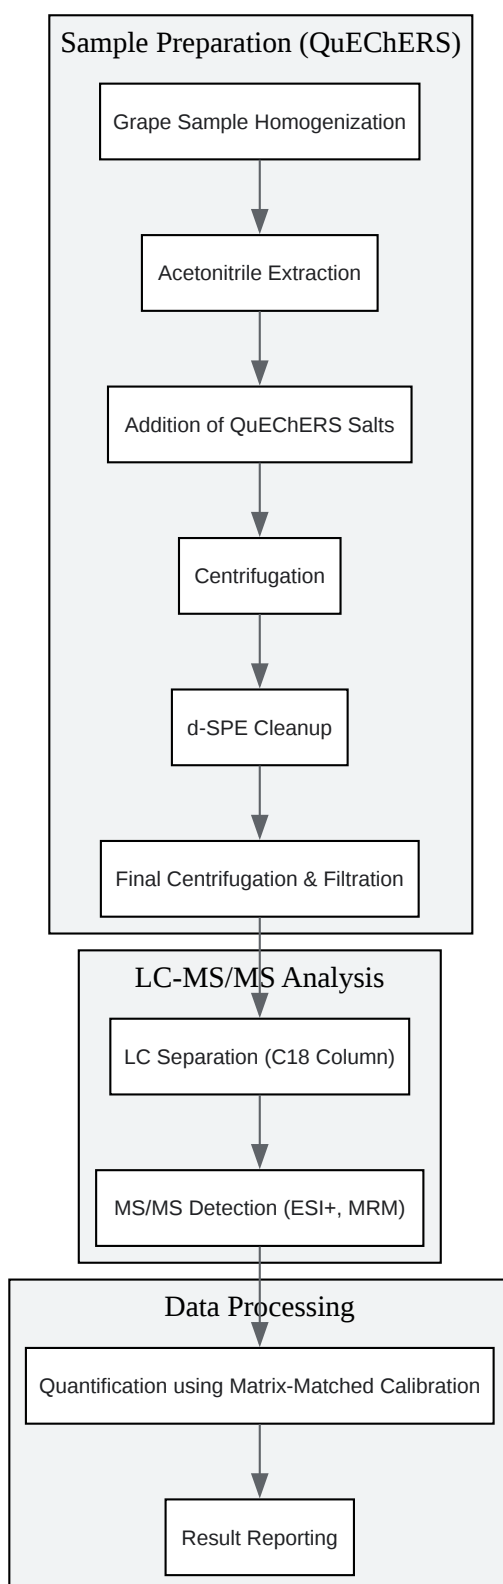 Sample Preparation (QuEChERS)
Grape Sample Homogenization
Acetonitrile Extraction
Addition of QuEChERS Salts
Centrifugation
d-SPE Cleanup
Final Centrifugation & Filtration
LC-MS/MS Analysis
LC Separation (C18 Column)
MS/MS Detection (ESI+, MRM)
Data Processing
Quantification using Matrix-Matched Calibration
Result Reporting